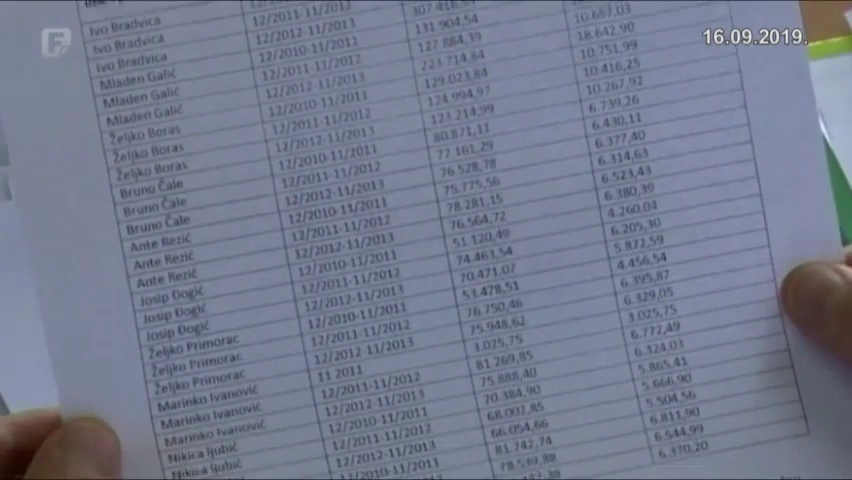 16.09.2019.
F
Ivo Bradvica
Ivo Bradvica 12/2011-11/2012
Ivo Bradvica 12/2012-11/2013
Mladen Galić 12/2010-11/2011 131 904,54
Mladen Galić 12/2011-11/2012 127 884,39 10.657,03
Mladen Galić 12/2012-11/2013 223 714,84 18.642,90
Željko Boras 12/2010-11/2011 129.023,84 10.751,99
Željko Boras 12/2011-11/2012 124.994,97 10.416,25
Željko Boras 12/2012-11/2013 123.214,99 10.267,92
Bruno Čale 12/2010-11/2011 80.871,11 6.739,26
Bruno Čale 12/2011-11/2012 77.161,29 6.430,11
Bruno Čale 12/2012-11/2013 76.528,78 6.377,40
Ante Rezić 12/2010-11/2011 75.775,56 6.314,63
Ante Rezić 12/2011-11/2012 78.281,15 6.523,43
Ante Rezić 12/2012-11/2013 76.564,72 6.380,39
Josip Đogić 12/2010-11/2011 51.120,49 4.260,04
Josip Đogić 12/2011-11/2012 74.463,54 6.205,30
Josip Đogić 12/2012-11/2013 70.471,07 5.872,59
Željko Primorac 12/2010-11/2011 53.478,51 4.456,54
Željko Primorac 12/2011-11/2012 76.750,46 6.395,87
Željko Primorac 12/2012-11/2013 75.948,62 6.329,05
Marinko Ivanović 11 2011 3.025,75 3.025,75
Marinko Ivanović 12/2011-11/2012 81.269,85 6.772,49
Marinko Ivanović 12/2012-11/2013 75.888,40 6.324,03
Nikica Ljubić 12/2010-11/2011 70.384,90 5.865,41
Nikica Ljubić 12/2011-11/2012 68.002,85 5.666,90
12/2012-11/2013 66.054,66 5.504,56
12/2010-11/2011 81.742,74 6.811,90
78.539,88 6.544,99
6.370,20